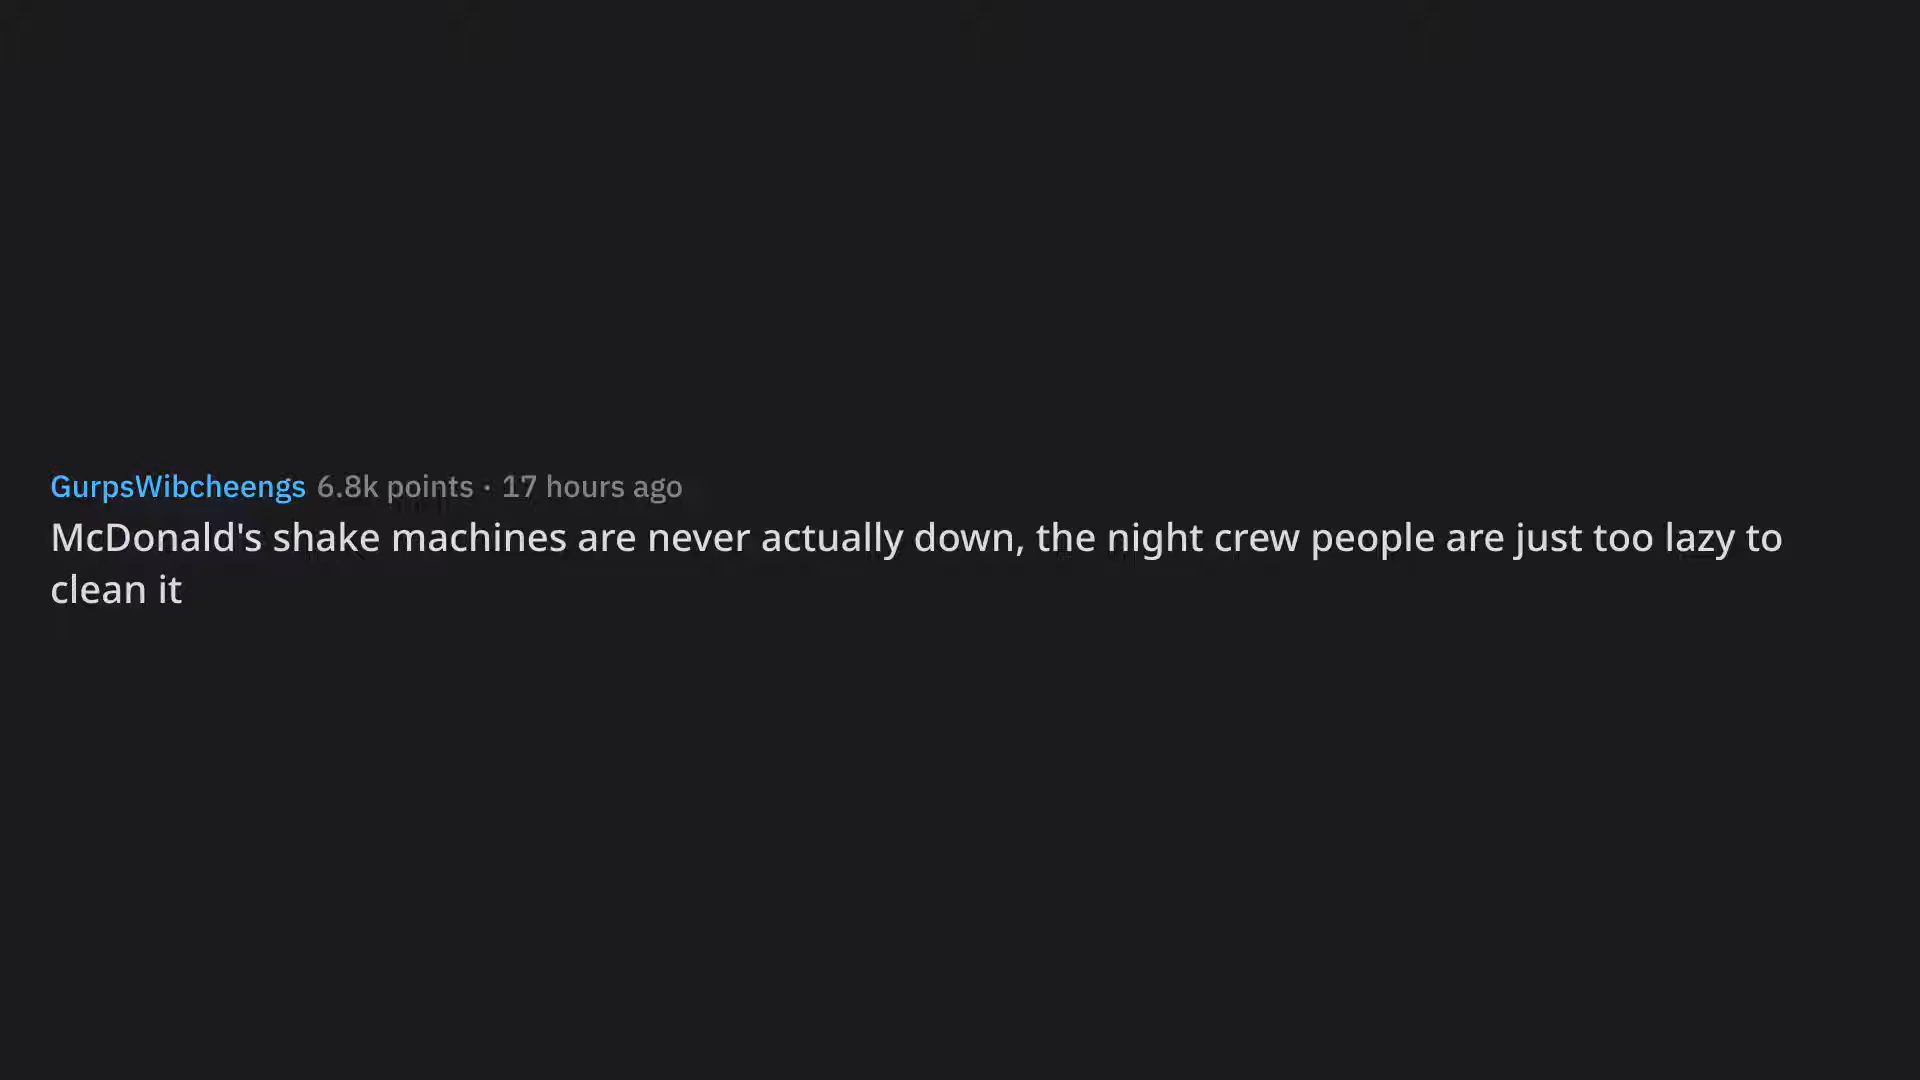 GurpsWibcheengs 6.8k points · 17 hours ago
McDonald's shake machines are never actually down, the night crew people are just too lazy to
clean it